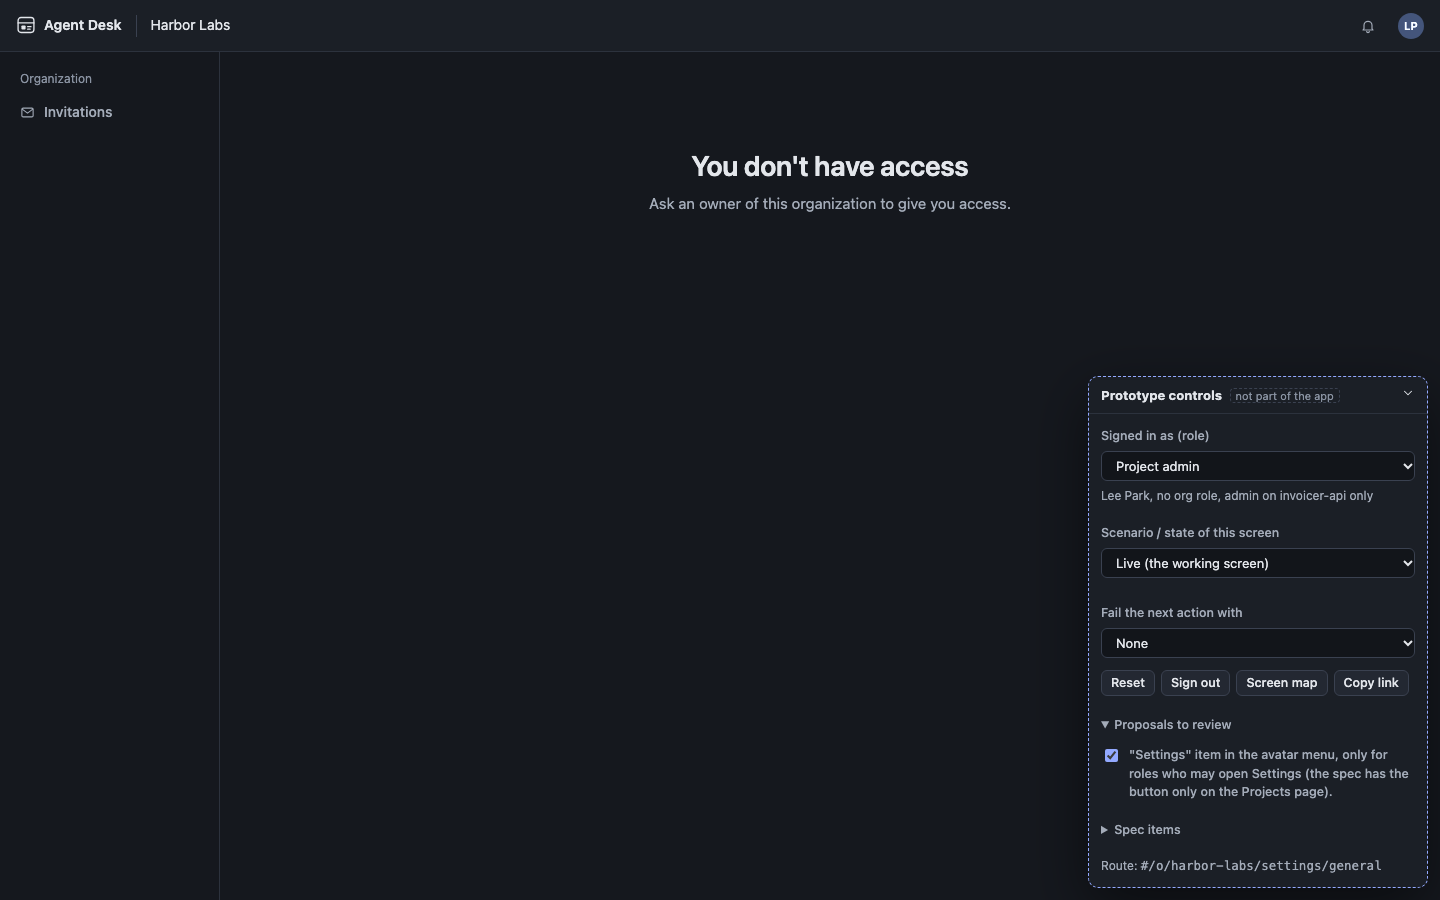 Agent Desk
Harbor Labs
LP
Organization
Invitations
You don't have access
Ask an owner of this organization to give you access.
Prototype controls
not part of the app
Signed in as (role)
Project admin
Lee Park, no org role, admin on invoicer-api only
Scenario / state of this screen
Live (the working screen)
Fail the next action with
None
Reset
Sign out
Screen map
Copy link
Proposals to review
"Settings" item in the avatar menu, only for
roles who may open Settings (the spec has the
button only on the Projects page).
Spec items
Route: #/o/harbor-labs/settings/general